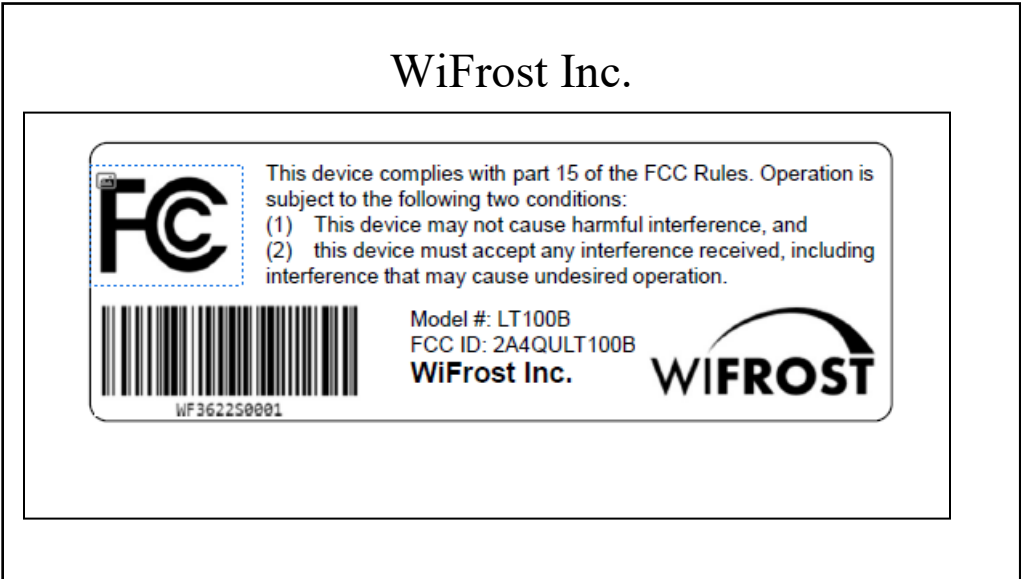 WiFrost Inc.
FC
This device complies with part 15 of the FCC Rules. Operation is
subject to the following two conditions:
(1) This device may not cause harmful interference, and
(2) this device must accept any interference received, including
interference that may cause undesired operation.
WF3622S0001
Model #: LT100B
FCC ID: 2A4QULT100B
WiFrost Inc.
WIFROST